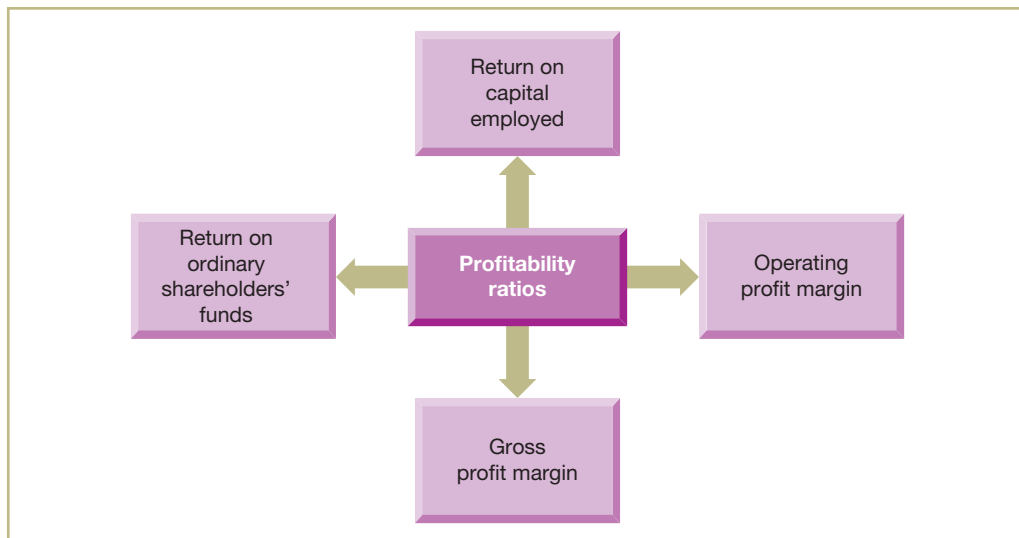 Return on
capital
employed
Return on
ordinary
shareholders’
funds
Profitability
ratios
Operating
profit margin
Gross
profit margin